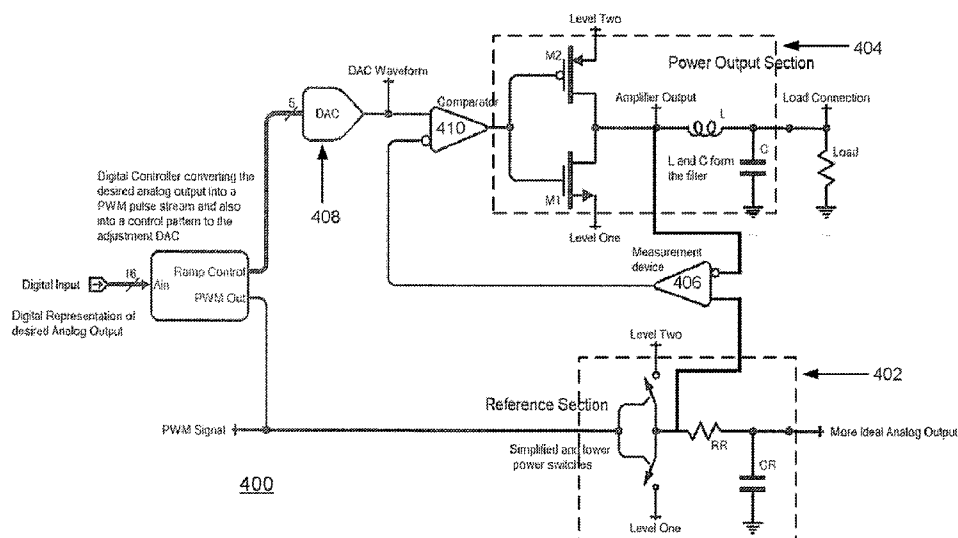 Level Two
404
M2
Power Output Section
DAC Waveform
5
DAC
Comparator
410
Amplifier Output
L
Load Connection
C
Load
L and C form
the filter
Digital Controller converting the
desired analog output into a
PWM pulse stream and also
into a control pattern to the
adjustment DAC
408
M1
Level One
...
...
Measurement
device
406
Digital Input
16
Ain
Ramp Control
PWM Out
Digital Representation of
desired Analog Output
Level Two
402
Reference Section
PWM Signal
Simplified and lower
power switches
RR
More Ideal Analog Output
CR
400
Level One